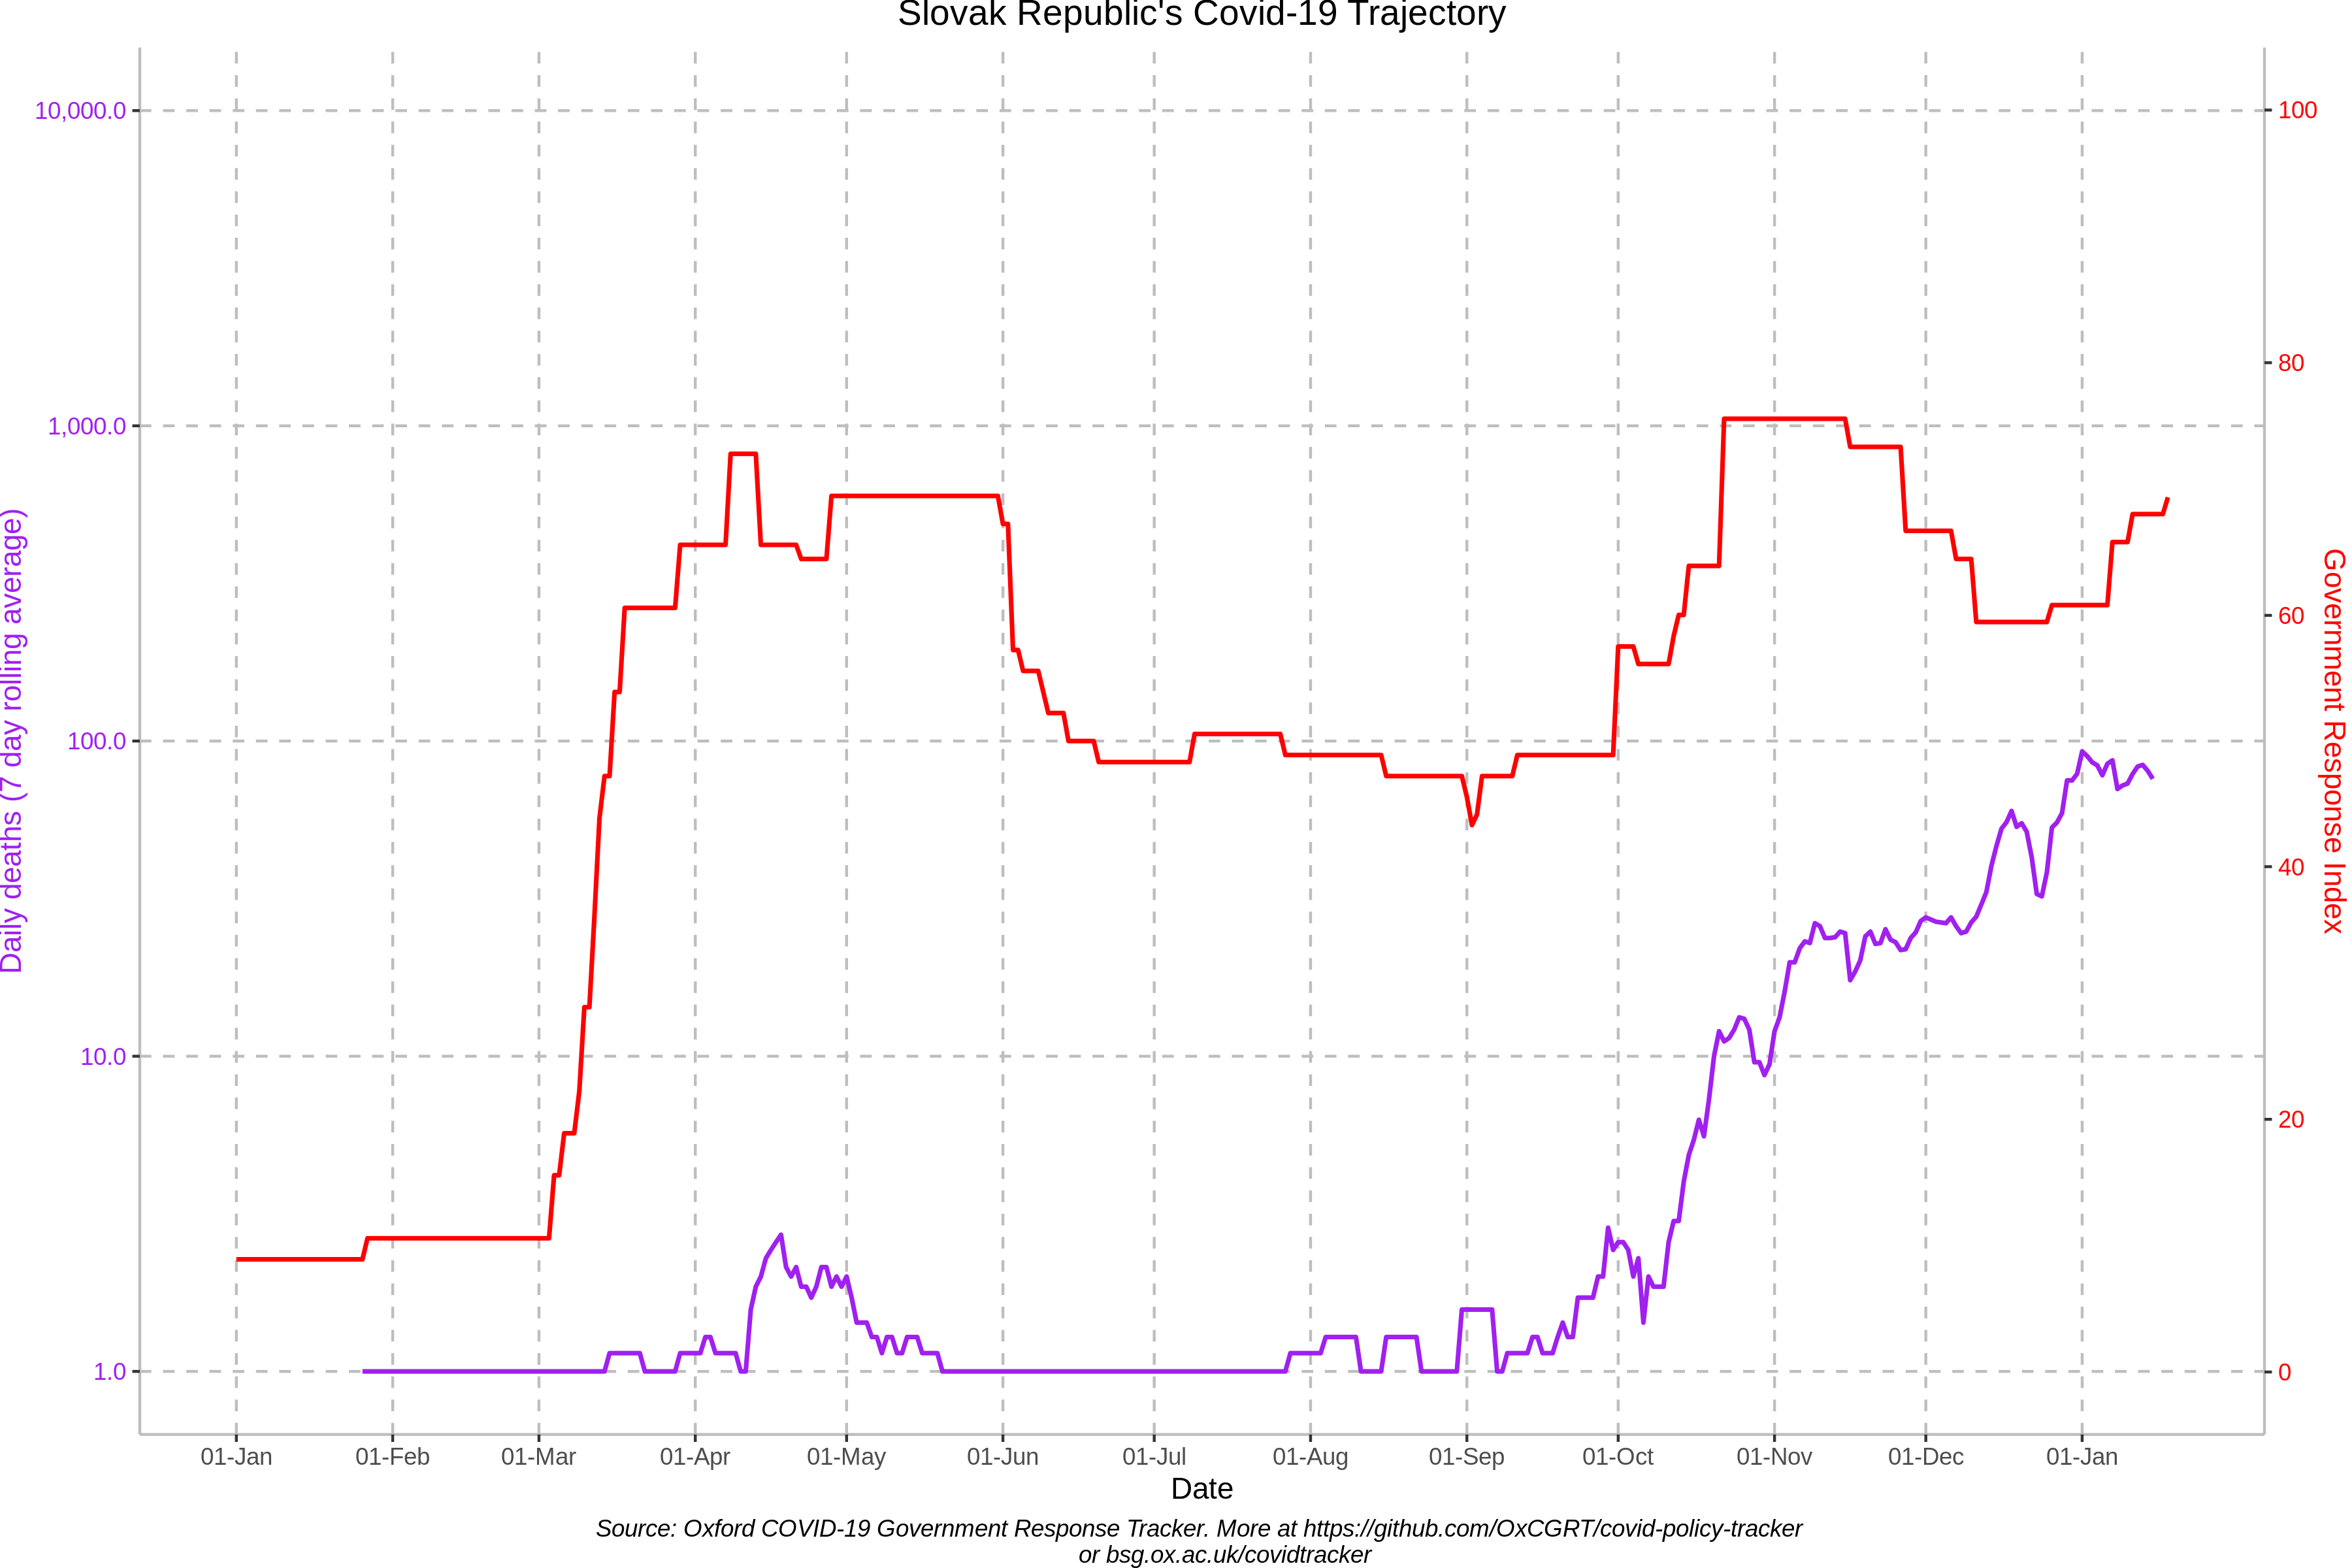 Slovak Republic's Covid-19 Trajectory
10,000.0
1,000.0
100.0
10.0
1.0
Daily deaths (7 day rolling average)
100
80
60
40
20
0
Government Response Index
01-Jan 01-Feb 01-Mar 01-Apr 01-May 01-Jun 01-Jul 01-Aug 01-Sep 01-Oct 01-Nov 01-Dec 01-Jan
Date
Source: Oxford COVID-19 Government Response Tracker. More at https://github.com/OxCGRT/covid-policy-tracker
or bsg.ox.ac.uk/covidtracker